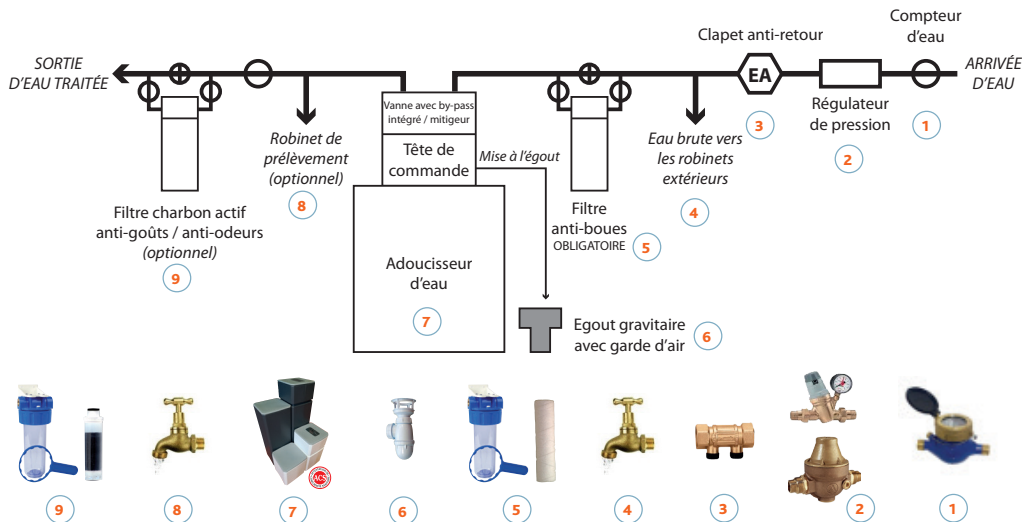 SORTIE
D'EAU TRAITÉE
Robinet de
prélèvement
(optionnel)
8
Filtre charbon actif
anti-goûts / anti-odeurs
(optionnel)
9
Vanne avec by-pass
intégré / mitigeur
Tête de
commande
Mise à l'égout
Adoucisseur
d'eau
7
Egout gravitaire
avec garde d'air
6
Filtre
anti-boues
OBLIGATOIRE
5
Eau brute vers
les robinets
extérieurs
4
Clapet anti-retour
EA
3
Régulateur
de pression
2
Compteur
d'eau
1
ARRIVÉE
D'EAU
ACS
9
8
7
6
5
4
3
2
1